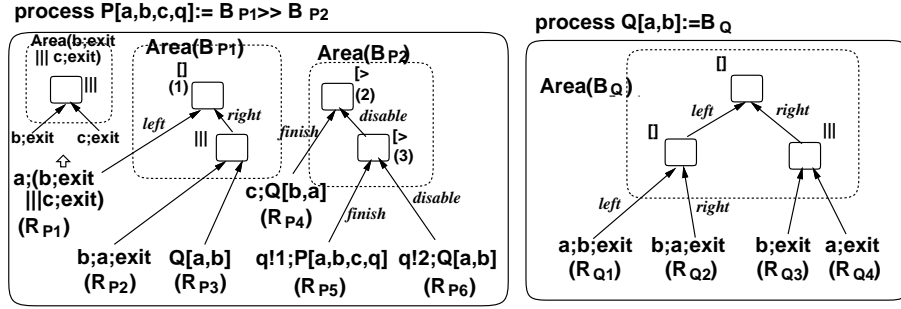 process P[a,b,c,q]:= B P1>> B P2
process Q[a,b]:=B Q
Area(b;exit
||| c;exit)
|||
b;exit
c;exit
a;(b;exit
|||c;exit)
(R P1)
Area(B P1)
[]
(1)
left
right
|||
b;a;exit
(R P2)
Q[a,b]
(R P3)
Area(B P2)
[>
(2)
finish
disable
[>
(3)
c;Q[b,a]
(R P4)
finish
disable
q!1;P[a,b,c,q]
(R P5)
q!2;Q[a,b]
(R P6)
Area(B Q)
[]
left
right
[]
|||
left
right
a;b;exit
(R Q1)
b;a;exit
(R Q2)
b;exit
(R Q3)
a;exit
(R Q4)